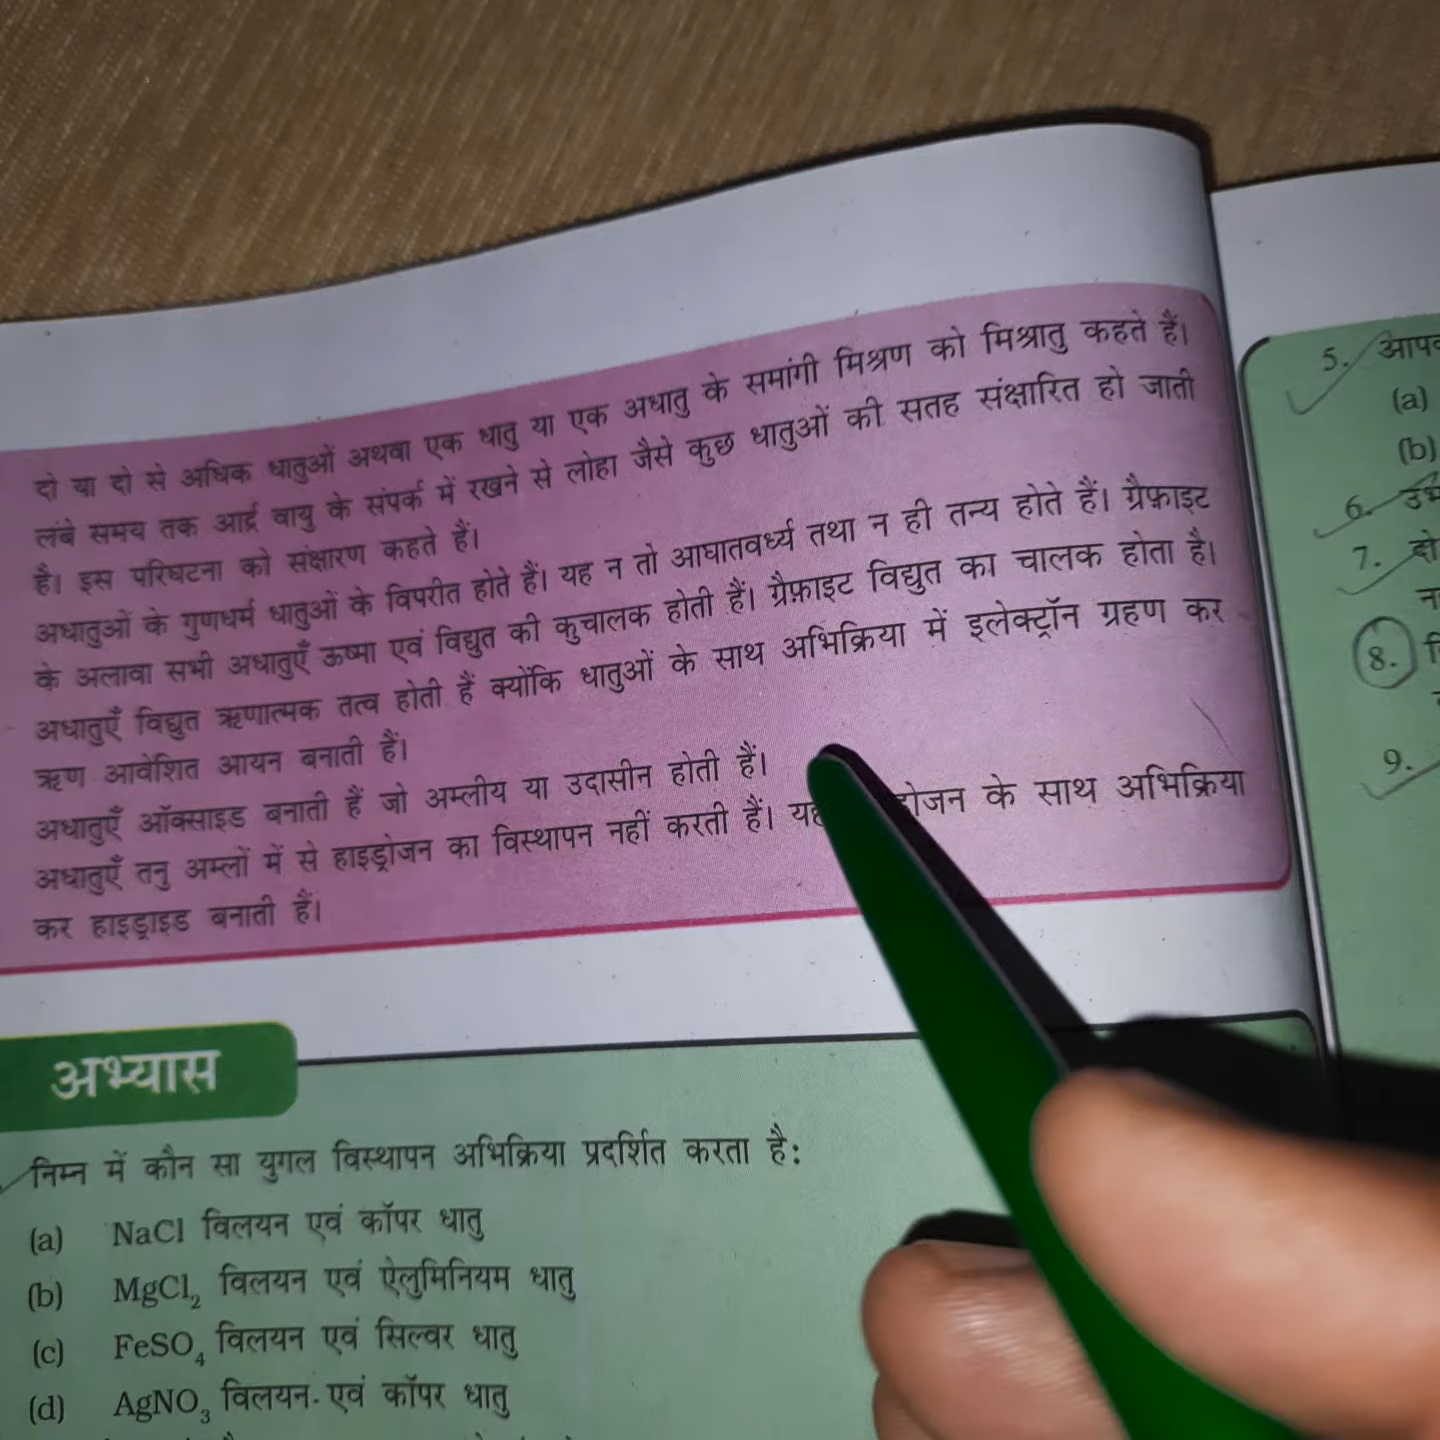 दो या दो से अधिक धातुओं अथवा एक धातु या एक अधातु के समांगी मिश्रण को मिश्रातु कहते हैं।
लंबे समय तक आर्द्र वायु के संपर्क में रखने से लोहा जैसे कुछ धातुओं की सतह संक्षारित हो जाती
है। इस परिघटना को संक्षारण कहते हैं।
अधातुओं के गुणधर्म धातुओं के विपरीत होते हैं। यह न तो आघातवर्ध्य तथा न ही तन्य होते हैं। ग्रैफ़ाइट
के अलावा सभी अधातुएँ ऊष्मा एवं विद्युत की कुचालक होती हैं। ग्रैफ़ाइट विद्युत का चालक होता है।
अधातुएँ विद्युत ऋणात्मक तत्व होती हैं क्योंकि धातुओं के साथ अभिक्रिया में इलेक्ट्रॉन ग्रहण कर
ऋण आवेशित आयन बनाती हैं।
अधातुएँ ऑक्साइड बनाती हैं जो अम्लीय या उदासीन होती हैं।
अधातुएँ तनु अम्लों में से हाइड्रोजन का विस्थापन नहीं करती हैं। के साथ अभिक्रिया
कर हाइड्राइड बनाती हैं।
अभ्यास
निम्न में कौन सा युगल विस्थापन अभिक्रिया प्रदर्शित करता है:
(a) NaCl विलयन एवं कॉपर धातु
(b) MgCl₂ विलयन एवं ऐलुमिनियम धातु
(c) FeSO₄ विलयन एवं सिल्वर धातु
(d) AgNO₃ विलयन. एवं कॉपर धातु
5.
(a)
(b)
6.
7.
8.
9.